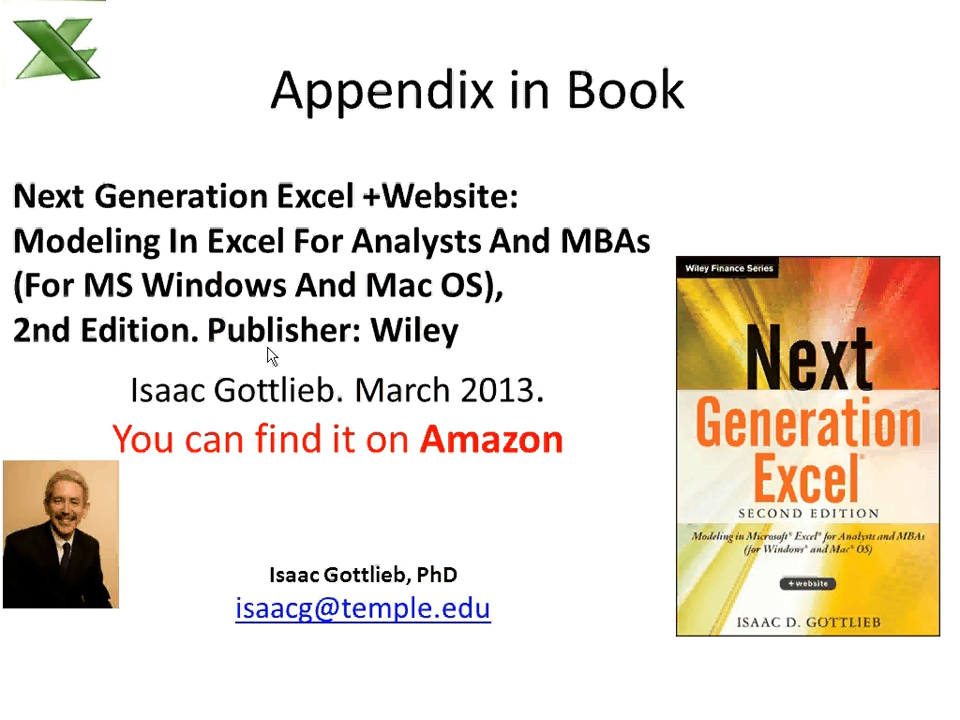 Appendix in Book
Next Generation Excel +Website:
Modeling In Excel For Analysts And MBAs
(For MS Windows And Mac OS),
2nd Edition. Publisher: Wiley
Isaac Gottlieb. March 2013.
You can find it on Amazon
Isaac Gottlieb, PhD
isaacg@temple.edu
Wiley Finance Series
Next
Generation
Excel®
SECOND EDITION
Modeling in Microsoft® Excel® for Analysts and MBAs
(for Windows® and Mac® OS)
+website
ISAAC D. GOTTLIEB